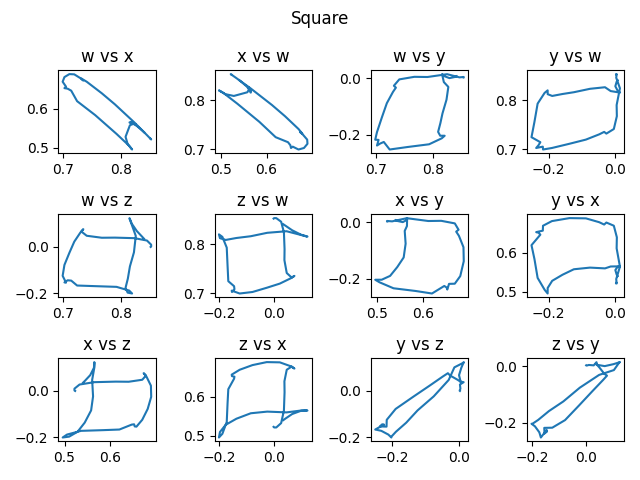 Square
w vs x x vs w w vs y y vs w
0.6 0.8 0.0 0.8
0.5 0.7 −0.2 0.7
0.7 0.8 0.5 0.6 0.7 0.8 −0.2 0.0
w vs z z vs w x vs y y vs x
0.0 0.8 0.0 0.6
−0.2 0.7 −0.2 0.5
0.7 0.8 −0.2 0.0 0.5 0.6 −0.2 0.0
x vs z z vs x y vs z z vs y
0.0 0.6 0.0 0.0
−0.2 0.5 −0.2 −0.2
0.5 0.6 −0.2 0.0 −0.2 0.0 −0.2 0.0